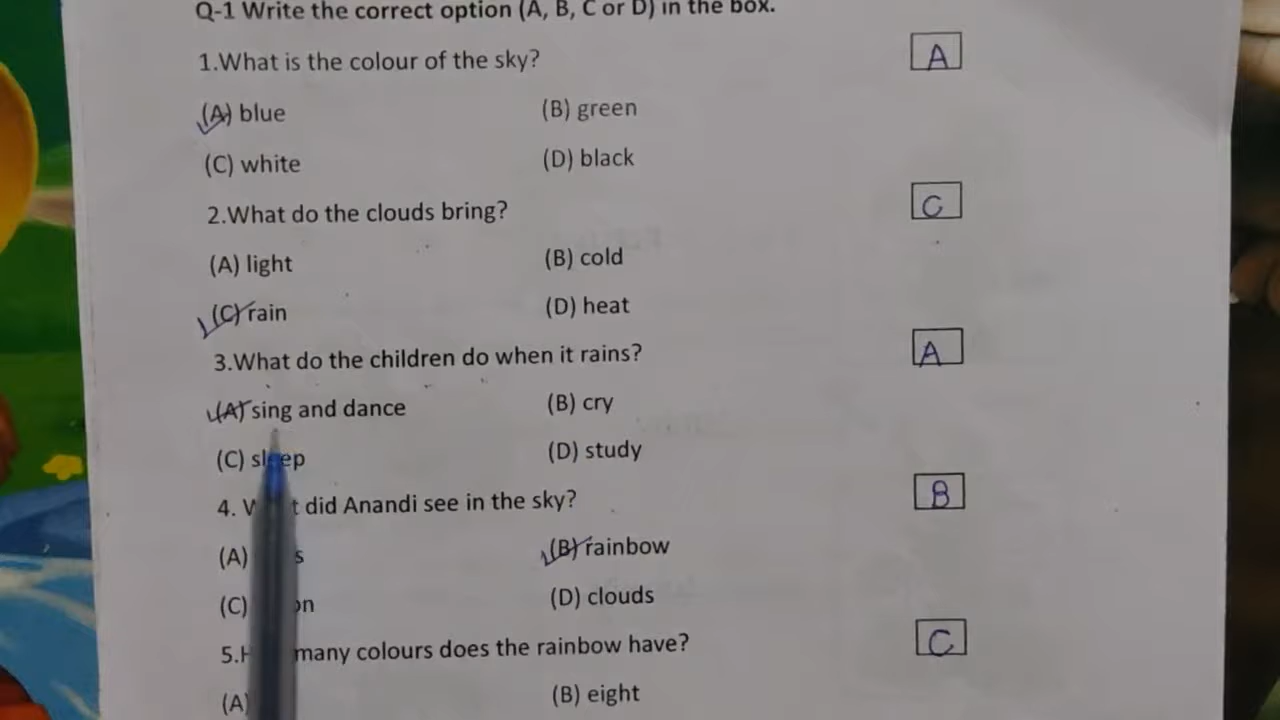 Q-1 Write the correct option (A, B, C or D) in the box.
1.What is the colour of the sky? A
(A) blue (B) green
(C) white (D) black
2.What do the clouds bring? C
(A) light (B) cold
(C) rain (D) heat
3.What do the children do when it rains? A
(A) sing and dance (B) cry
(C) sleep (D) study
4. did Anandi see in the sky? B
(A) (B) rainbow
(C) (D) clouds
5. many colours does the rainbow have? C
(A) (B) eight